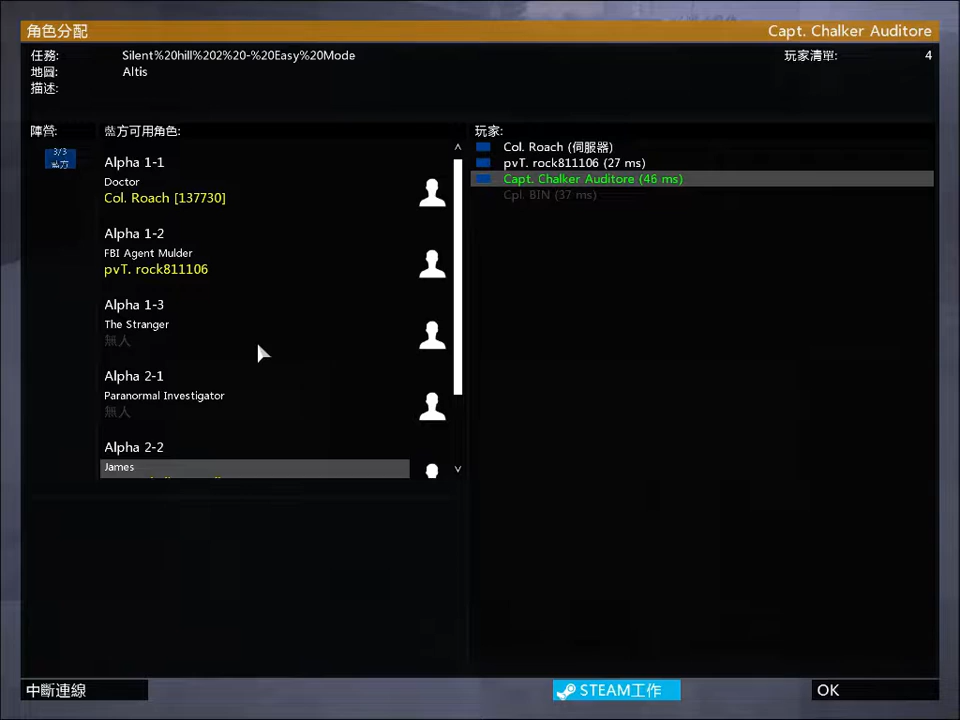 角色分配
Capt. Chalker Auditore
任務: Silent%20hill%202%20-%20Easy%20Mode
玩家清單: 4
地圖: Altis
描述:
陣營:
藍方可用角色:
玩家:
3/3
藍方
Alpha 1-1
Doctor
Col. Roach [137730]
Alpha 1-2
FBI Agent Mulder
pvT. rock811106
Alpha 1-3
The Stranger
無人
Alpha 2-1
Paranormal Investigator
無人
Alpha 2-2
James
Col. Roach (伺服器)
pvT. rock811106 (27 ms)
Capt. Chalker Auditore (46 ms)
Cpl. BIN (37 ms)
中斷連線
STEAM工作
OK